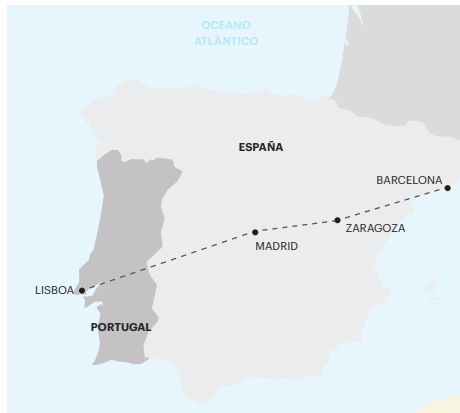 OCEANO
ATLÂNTICO
ESPAÑA
BARCELONA
ZARAGOZA
MADRID
LISBOA
PORTUGAL